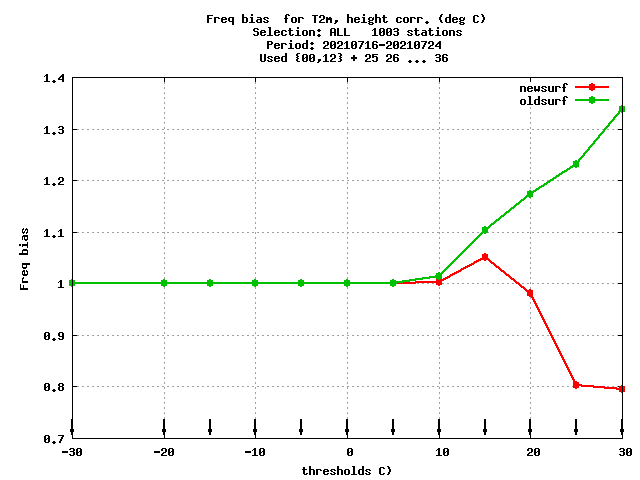 Freq bias  for T2m, height corr. (deg C)
Selection: ALL   1003 stations
Period: 20210716-20210724
Used {00,12} + 25 26 ... 36
newsurf
oldsurf
1.4
1.3
1.2
1.1
1
0.9
0.8
0.7
Freq bias
-30 -20 -10 0 10 20 30
thresholds C)